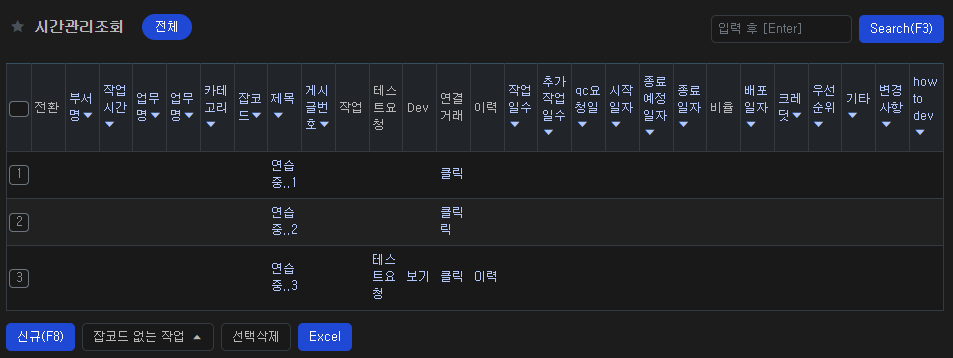 ★ 시간관리조회 전체 입력 후 [Enter] Search(F3)
전환 부서명▼ 작업시간▼ 업무명▼ 업무명▼ 카테고리▼ 잡코드▼ 제목▼ 게시글번호▼ 작업 테스트요청 Dev 연결거래 이력 작업일수▼ 추가작업일수▼ qc요청일▼ 시작일자▼ 종료예정일자▼ 종료일자▼ 비율 배포일자▼ 크레딧▼ 우선순위▼ 기타▼ 변경사항▼ how to dev▼
1 연습중..1 클릭
2 연습중..2 클릭릭
3 연습중..3 테스트요청 보기 클릭 이력
신규(F8) 잡코드 없는 작업 ▲ 선택삭제 Excel